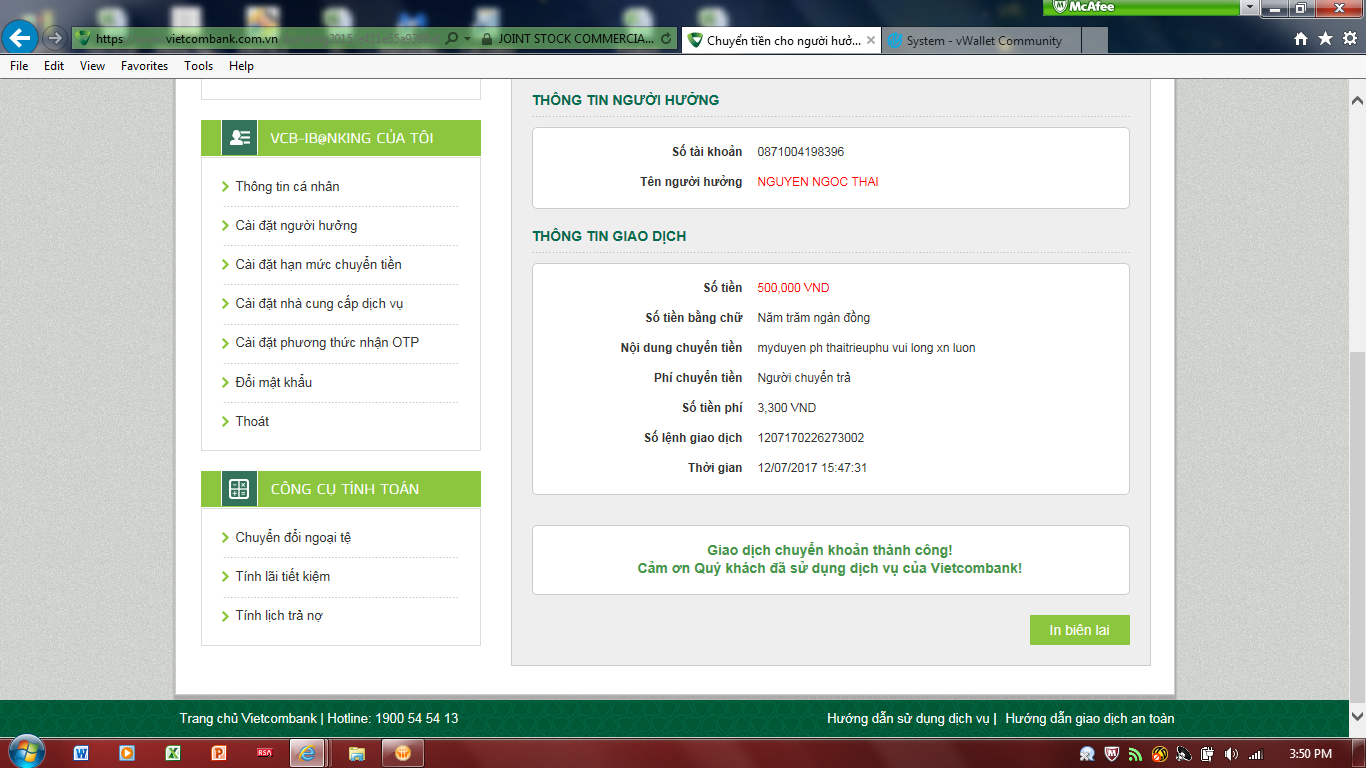 McAfee
https
vietcombank.com.vn
JOINT STOCK COMMERCIA...
Chuyển tiền cho người hưở...
System - vWallet Community
File Edit View Favorites Tools Help
VCB-IB@NKING CỦA TÔI
Thông tin cá nhân
Cài đặt người hưởng
Cài đặt hạn mức chuyển tiền
Cài đặt nhà cung cấp dịch vụ
Cài đặt phương thức nhận OTP
Đổi mật khẩu
Thoát
CÔNG CỤ TÍNH TOÁN
Chuyển đổi ngoại tệ
Tính lãi tiết kiệm
Tính lịch trả nợ
THÔNG TIN NGƯỜI HƯỞNG
Số tài khoản 0871004198396
Tên người hưởng NGUYEN NGOC THAI
THÔNG TIN GIAO DỊCH
Số tiền 500,000 VND
Số tiền bằng chữ Năm trăm ngàn đồng
Nội dung chuyển tiền myduyen ph thaitrieuphu vui long xn luon
Phí chuyển tiền Người chuyển trả
Số tiền phí 3,300 VND
Số lệnh giao dịch 1207170226273002
Thời gian 12/07/2017 15:47:31
Giao dịch chuyển khoản thành công!
Cảm ơn Quý khách đã sử dụng dịch vụ của Vietcombank!
In biên lai
Trang chủ Vietcombank | Hotline: 1900 54 54 13
Hướng dẫn sử dụng dịch vụ | Hướng dẫn giao dịch an toàn
RSA
3:50 PM